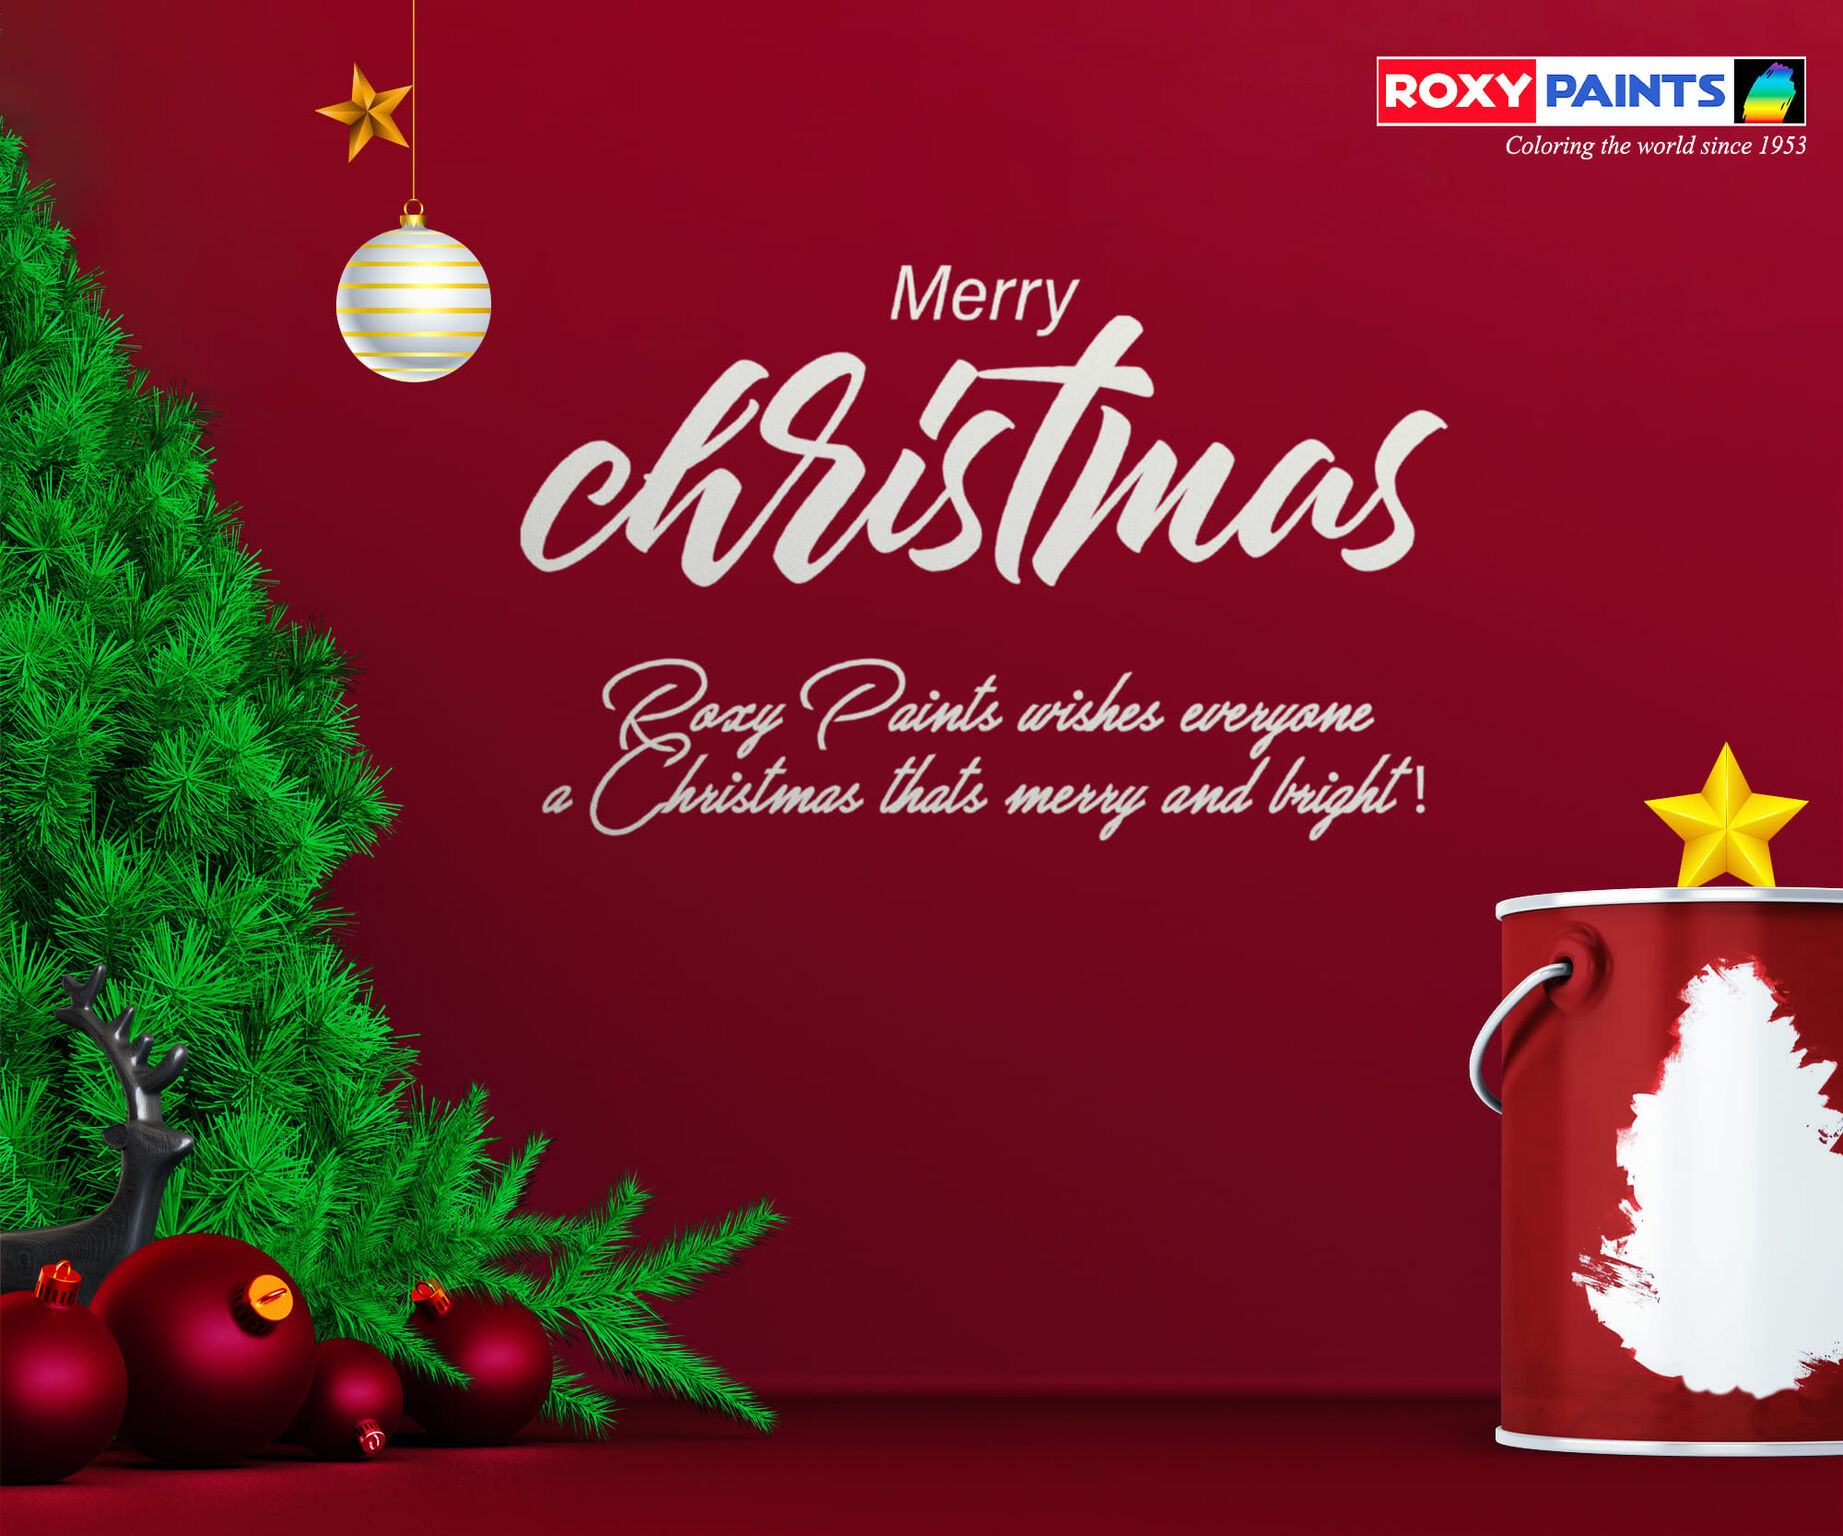 ROXY PAINTS
Coloring the world since 1953
Merry
christmas
Roxy Paints wishes everyone
a Christmas thats merry and bright !